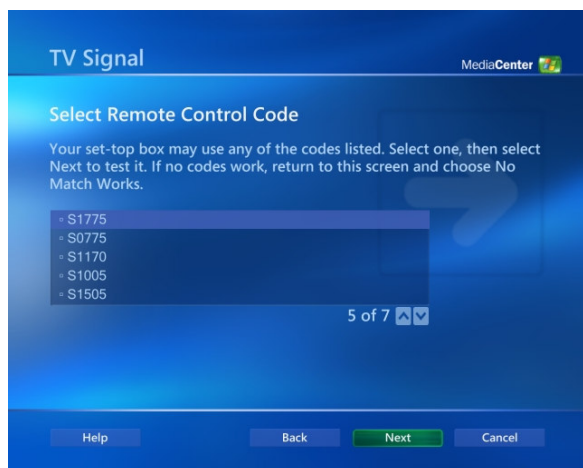 TV Signal
MediaCenter
Select Remote Control Code
Your set-top box may use any of the codes listed. Select one, then select
Next to test it. If no codes work, return to this screen and choose No
Match Works.
S1775
S0775
S1170
S1005
S1505
5 of 7
Help Back Next Cancel